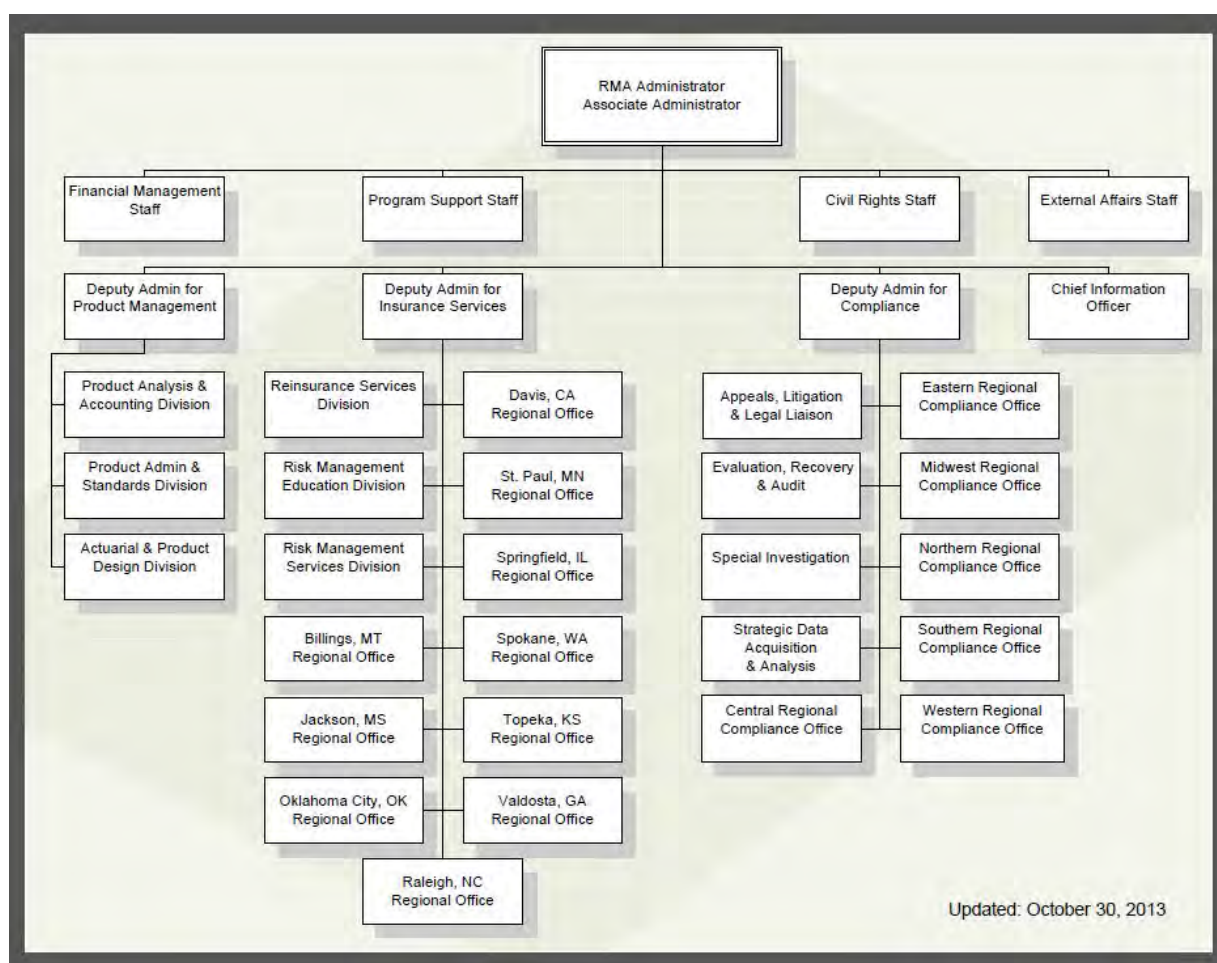 RMA Administrator
Associate Administrator
Financial Management
Staff
Program Support Staff
Civil Rights Staff
External Affairs Staff
Deputy Admin for
Product Management
Deputy Admin for
Insurance Services
Deputy Admin for
Compliance
Chief Information
Officer
Product Analysis &
Accounting Division
Product Admin &
Standards Division
Actuarial & Product
Design Division
Reinsurance Services
Division
Davis, CA
Regional Office
Risk Management
Education Division
St. Paul, MN
Regional Office
Risk Management
Services Division
Springfield, IL
Regional Office
Billings, MT
Regional Office
Spokane, WA
Regional Office
Jackson, MS
Regional Office
Topeka, KS
Regional Office
Oklahoma City, OK
Regional Office
Valdosta, GA
Regional Office
Raleigh, NC
Regional Office
Appeals, Litigation
& Legal Liaison
Eastern Regional
Compliance Office
Evaluation, Recovery
& Audit
Midwest Regional
Compliance Office
Special Investigation
Northern Regional
Compliance Office
Strategic Data
Acquisition
& Analysis
Southern Regional
Compliance Office
Central Regional
Compliance Office
Western Regional
Compliance Office
Updated: October 30, 2013